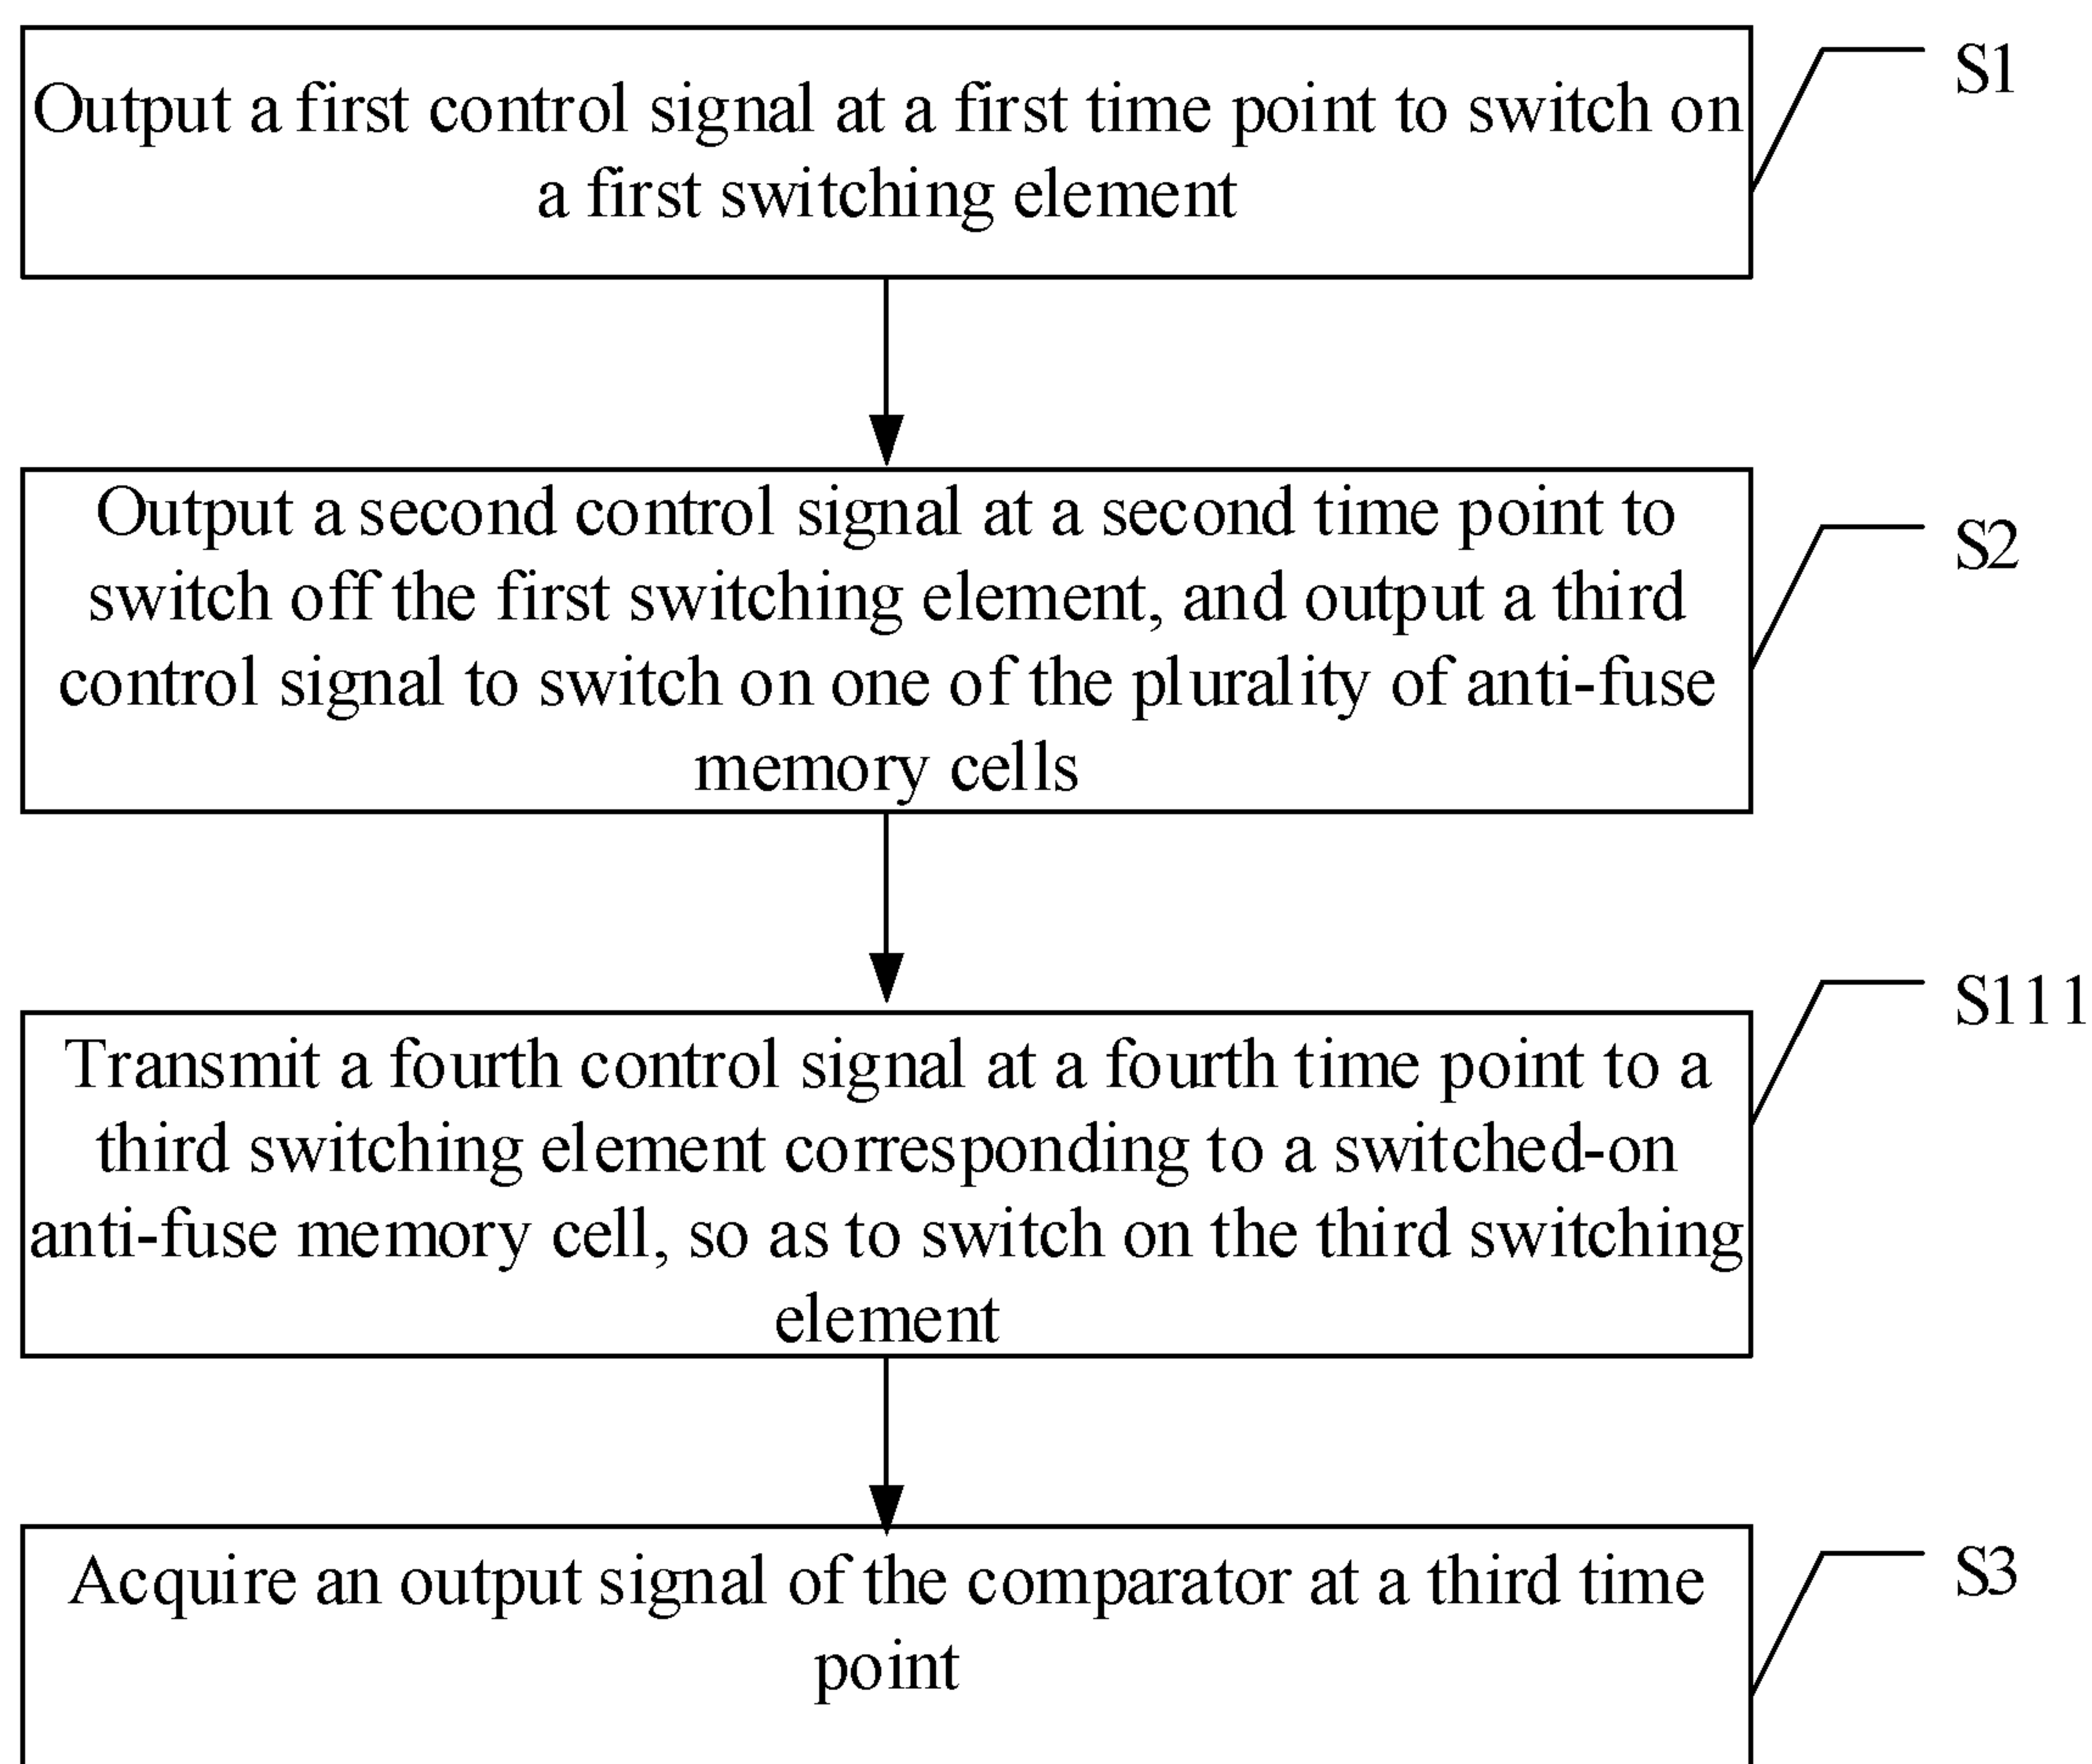 Output a first control signal at a first time point to switch on
a first switching element
S1
Output a second control signal at a second time point to
switch off the first switching element, and output a third
control signal to switch on one of the plurality of anti-fuse
memory cells
S2
Transmit a fourth control signal at a fourth time point to a
third switching element corresponding to a switched-on
anti-fuse memory cell, so as to switch on the third switching
element
S111
Acquire an output signal of the comparator at a third time
point
S3